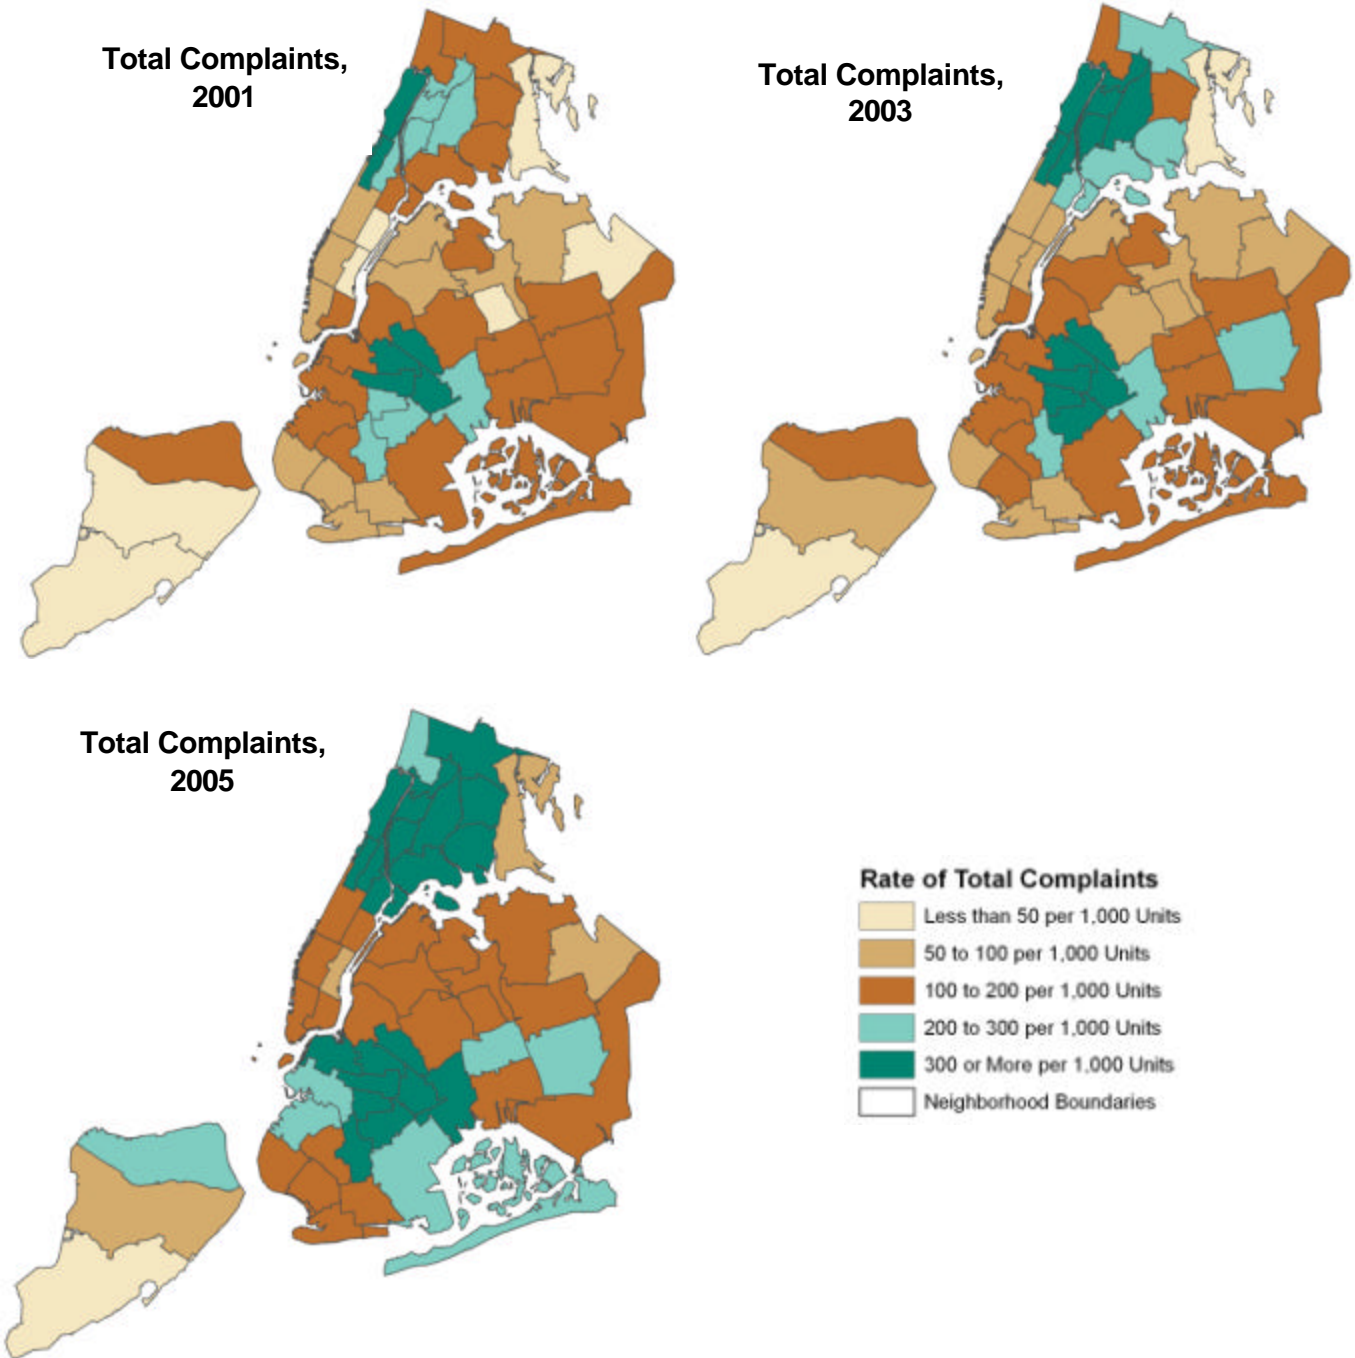 Total Complaints,
2001
Total Complaints,
2003
Total Complaints,
2005
Rate of Total Complaints
Less than 50 per 1,000 Units
50 to 100 per 1,000 Units
100 to 200 per 1,000 Units
200 to 300 per 1,000 Units
300 or More per 1,000 Units
Neighborhood Boundaries